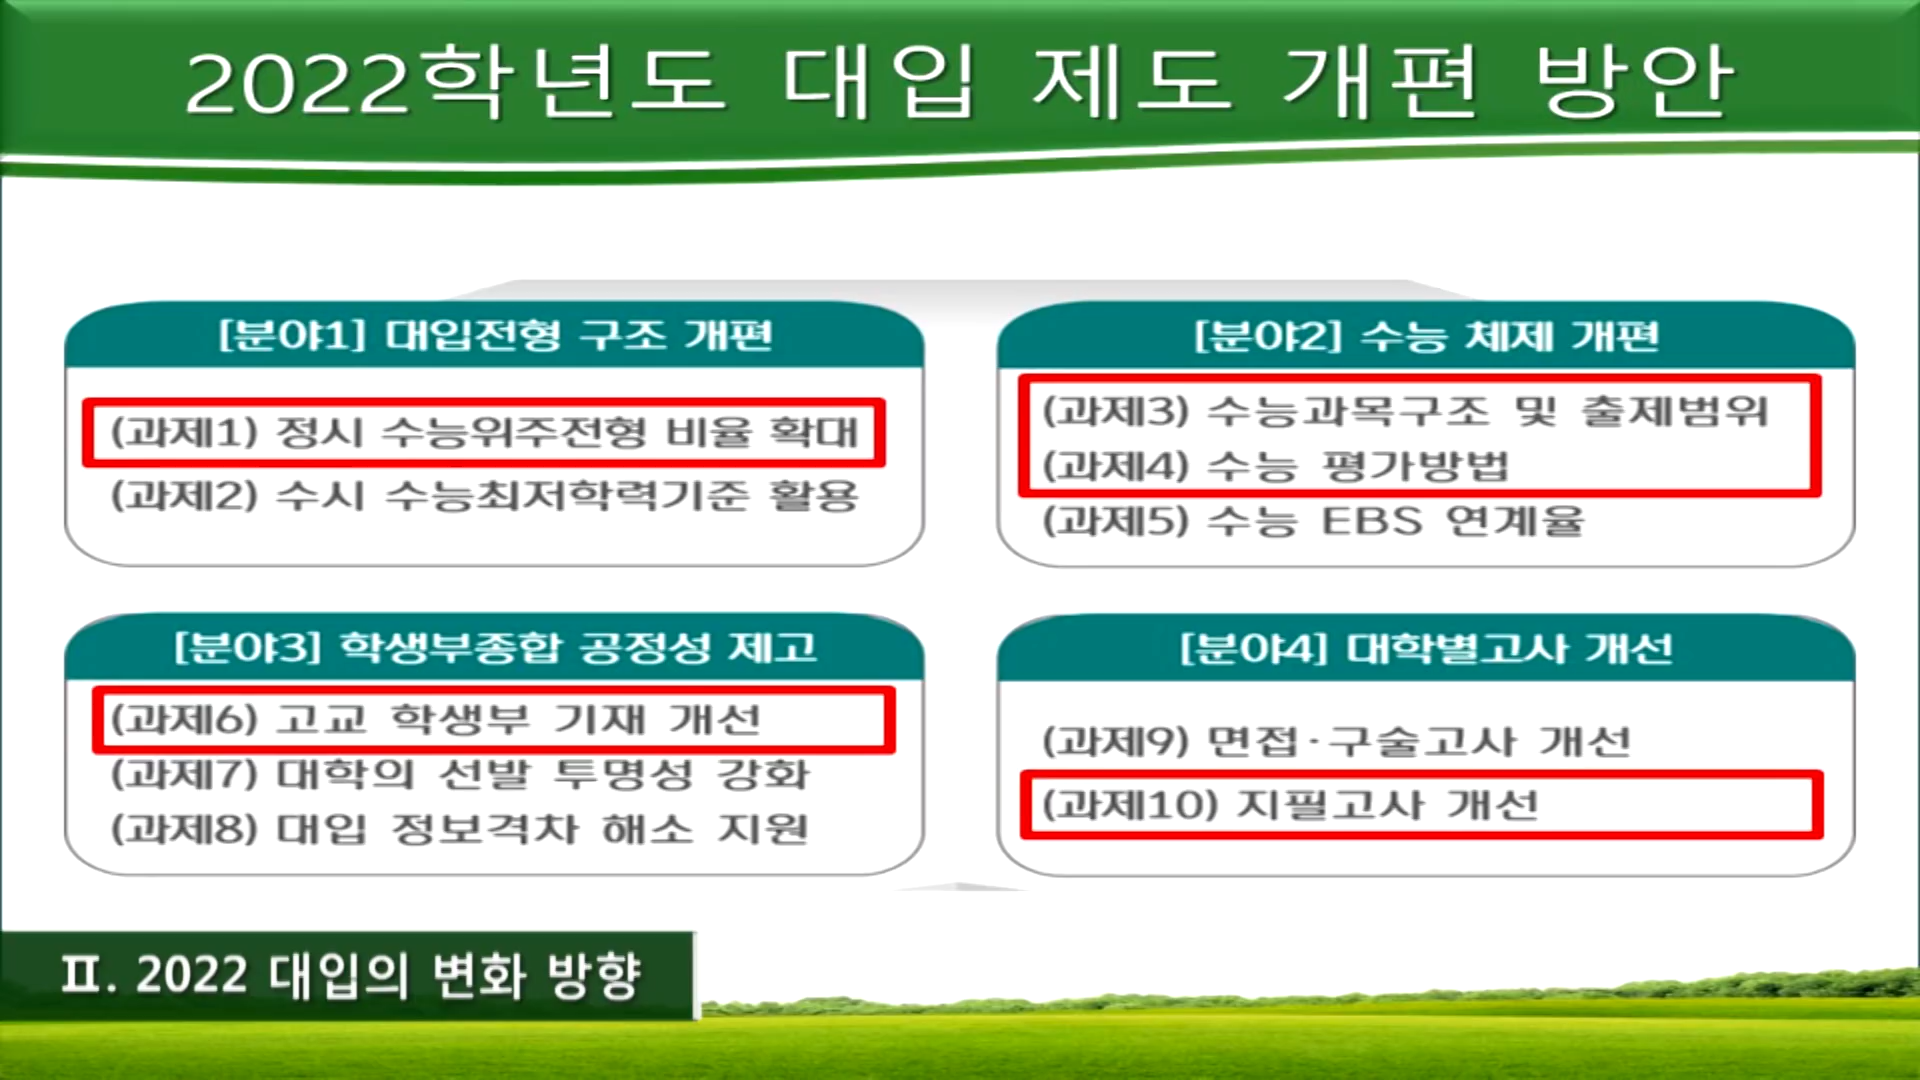 2022학년도 대입 제도 개편 방안
[분야1] 대입전형 구조 개편
(과제1) 정시 수능위주전형 비율 확대
(과제2) 수시 수능최저학력기준 활용
[분야2] 수능 체제 개편
(과제3) 수능과목구조 및 출제범위
(과제4) 수능 평가방법
(과제5) 수능 EBS 연계율
[분야3] 학생부종합 공정성 제고
(과제6) 고교 학생부 기재 개선
(과제7) 대학의 선발 투명성 강화
(과제8) 대입 정보격차 해소 지원
[분야4] 대학별고사 개선
(과제9) 면접·구술고사 개선
(과제10) 지필고사 개선
Ⅱ. 2022 대입의 변화 방향